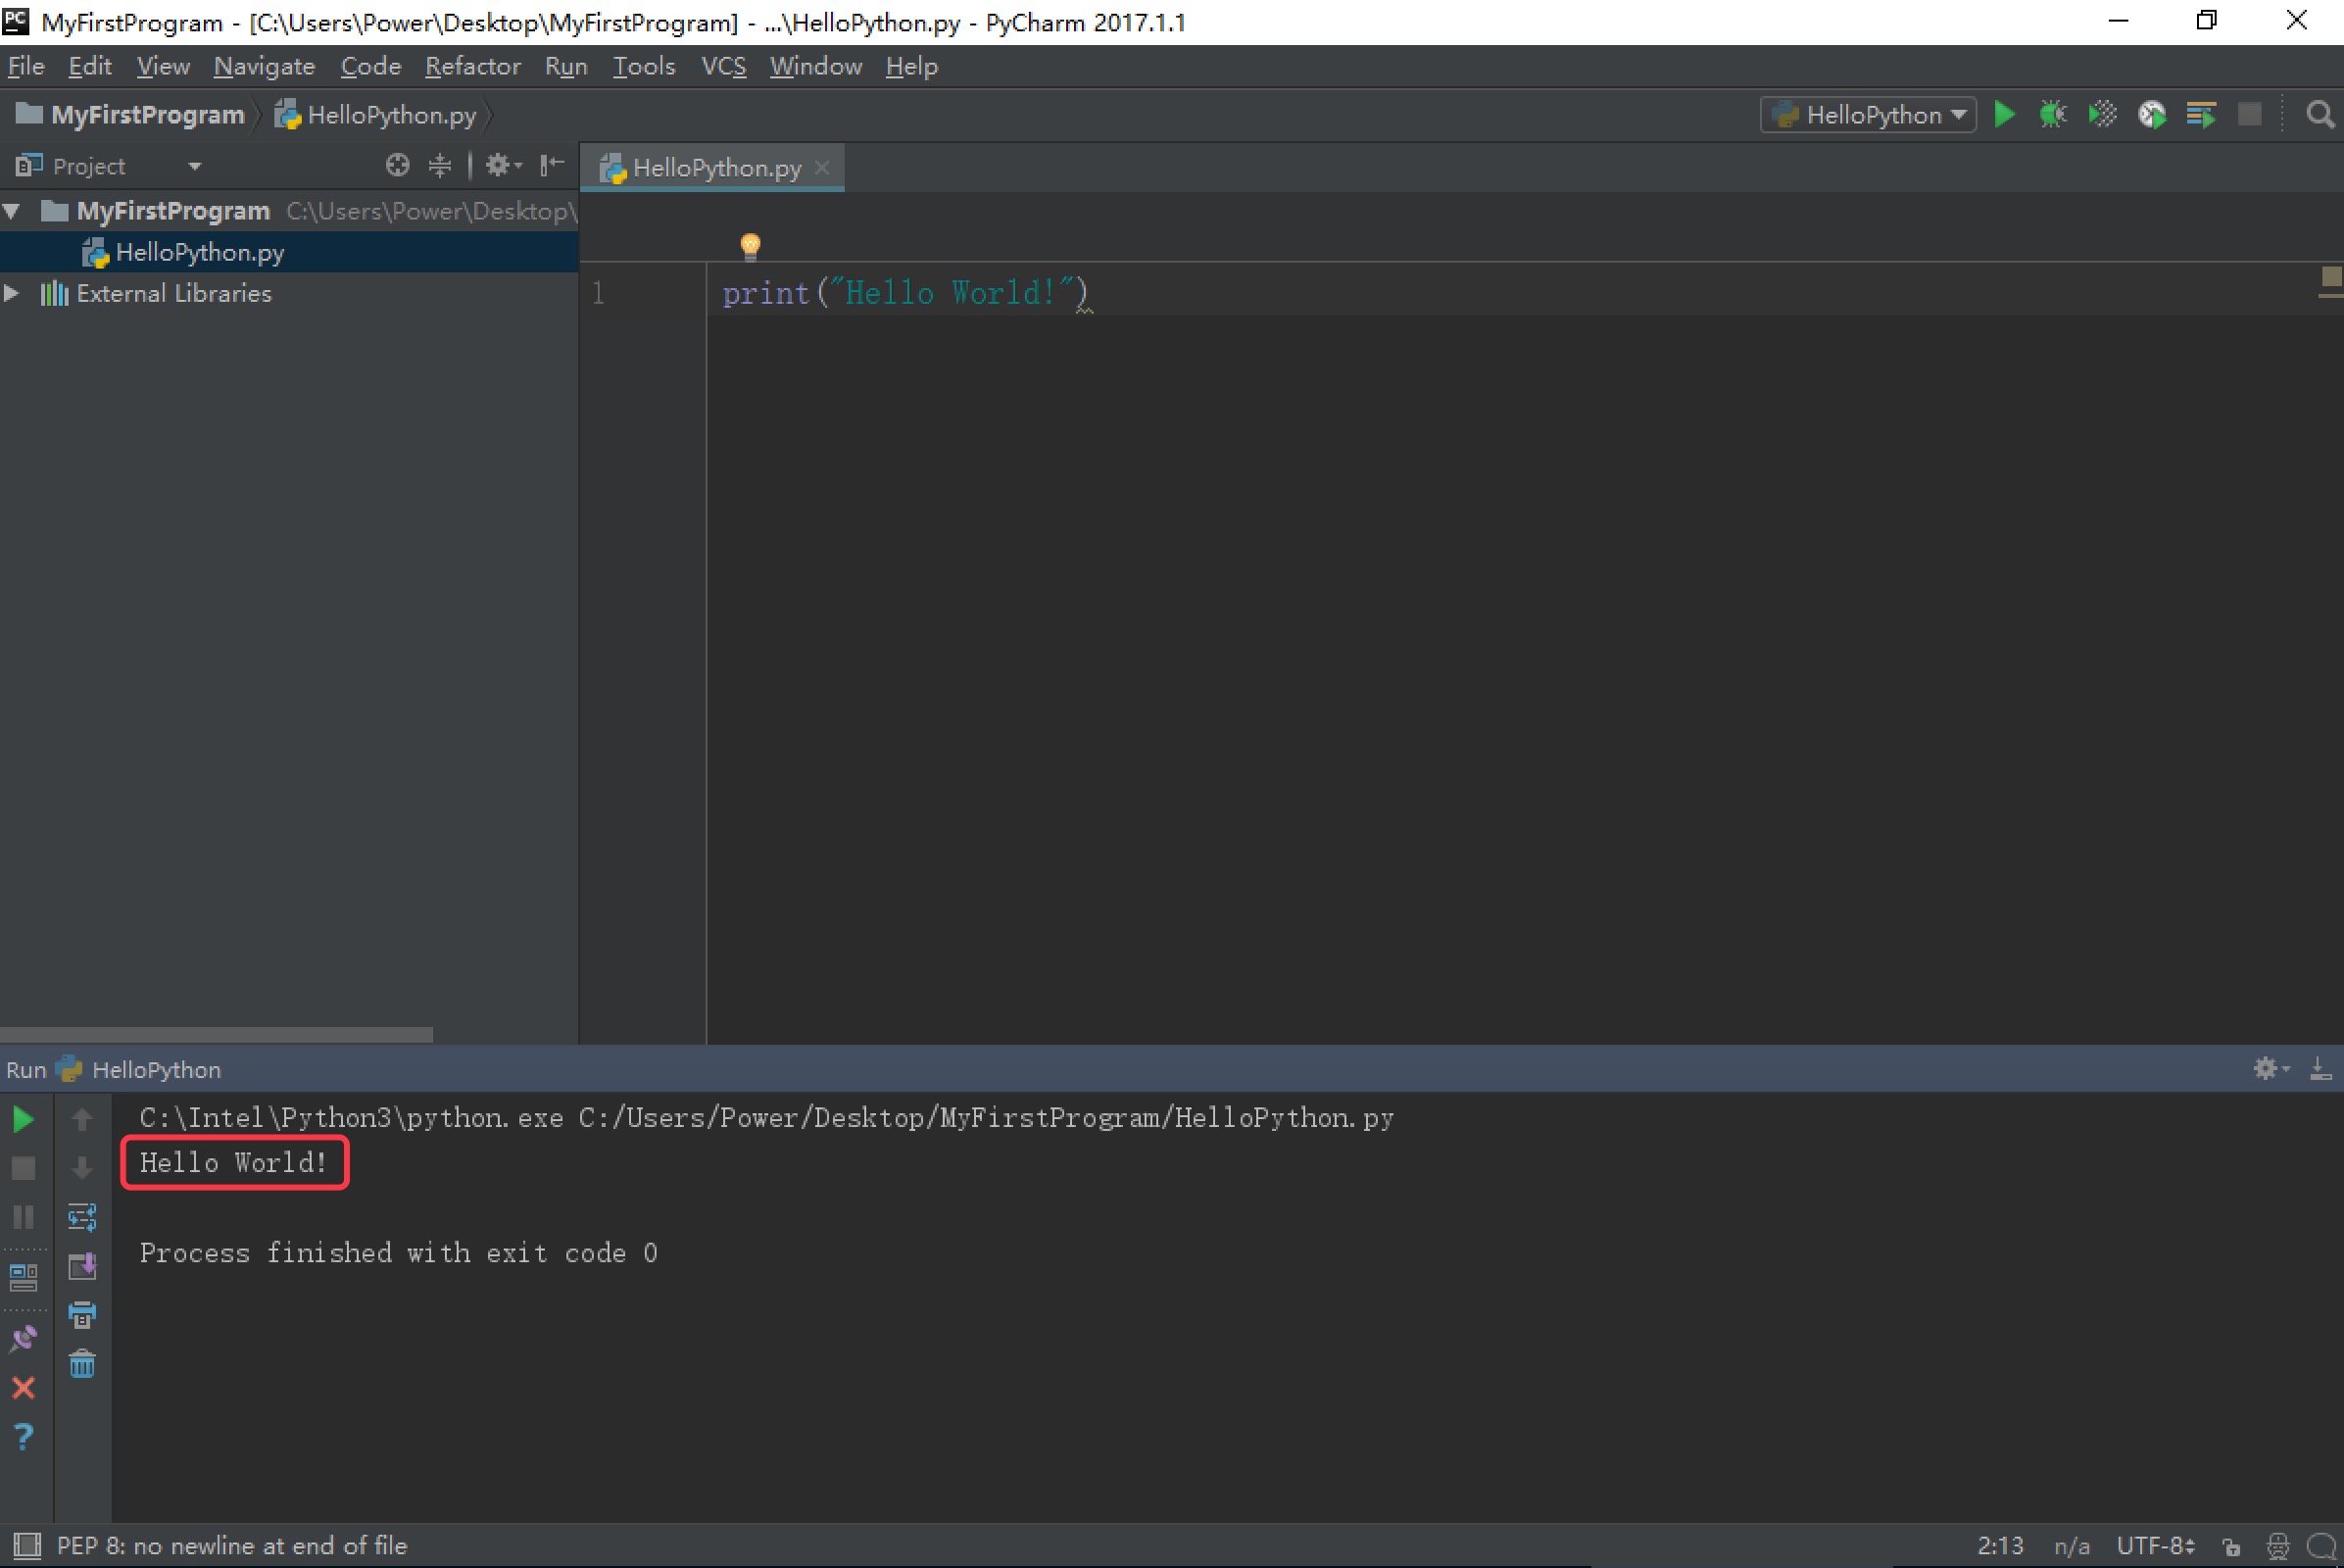 PC MyFirstProgram - [C:\Users\Power\Desktop\MyFirstProgram] - ...\HelloPython.py - PyCharm 2017.1.1
File Edit View Navigate Code Refactor Run Tools VCS Window Help
MyFirstProgram HelloPython.py HelloPython
Project HelloPython.py
MyFirstProgram C:\Users\Power\Desktop\
HelloPython.py
External Libraries
1 print("Hello World!")
Run HelloPython
C:\Intel\Python3\python.exe C:/Users/Power/Desktop/MyFirstProgram/HelloPython.py
Hello World!
Process finished with exit code 0
?
PEP 8: no newline at end of file 2:13 n/a UTF-8